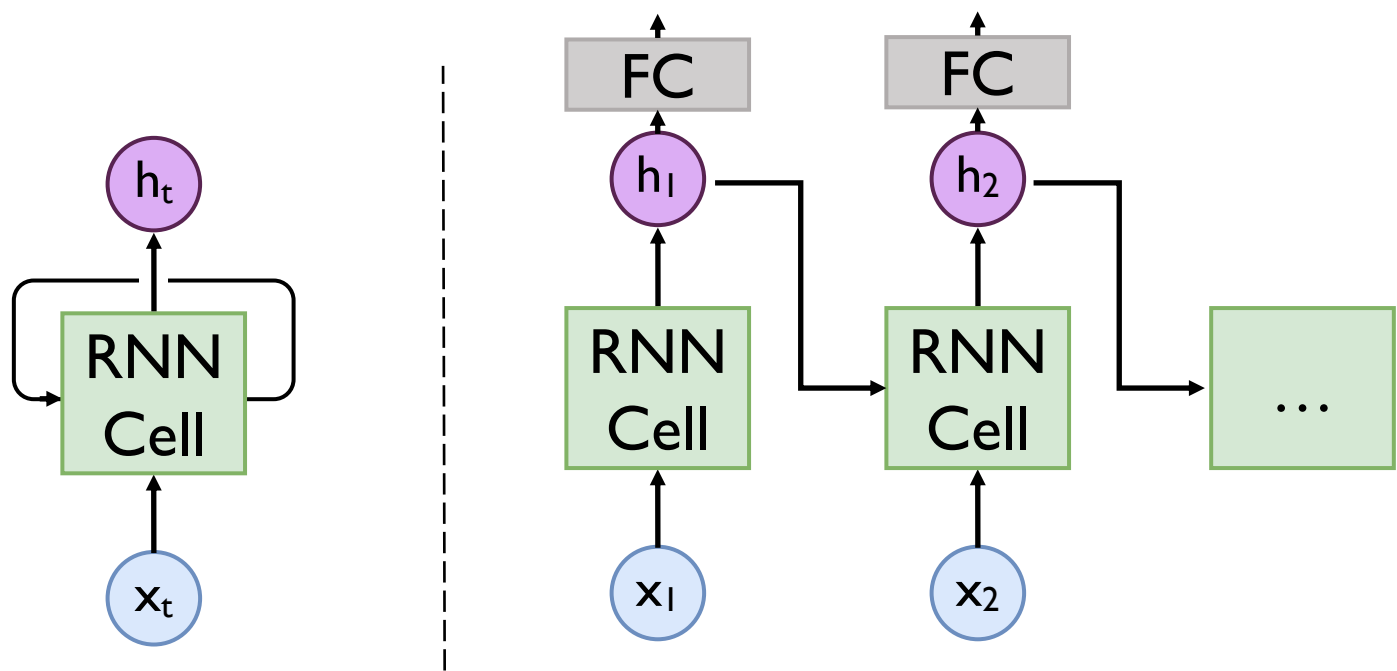 hₜ
RNN
Cell
xₜ
FC
h₁
RNN
Cell
x₁
FC
h₂
RNN
Cell
x₂
...